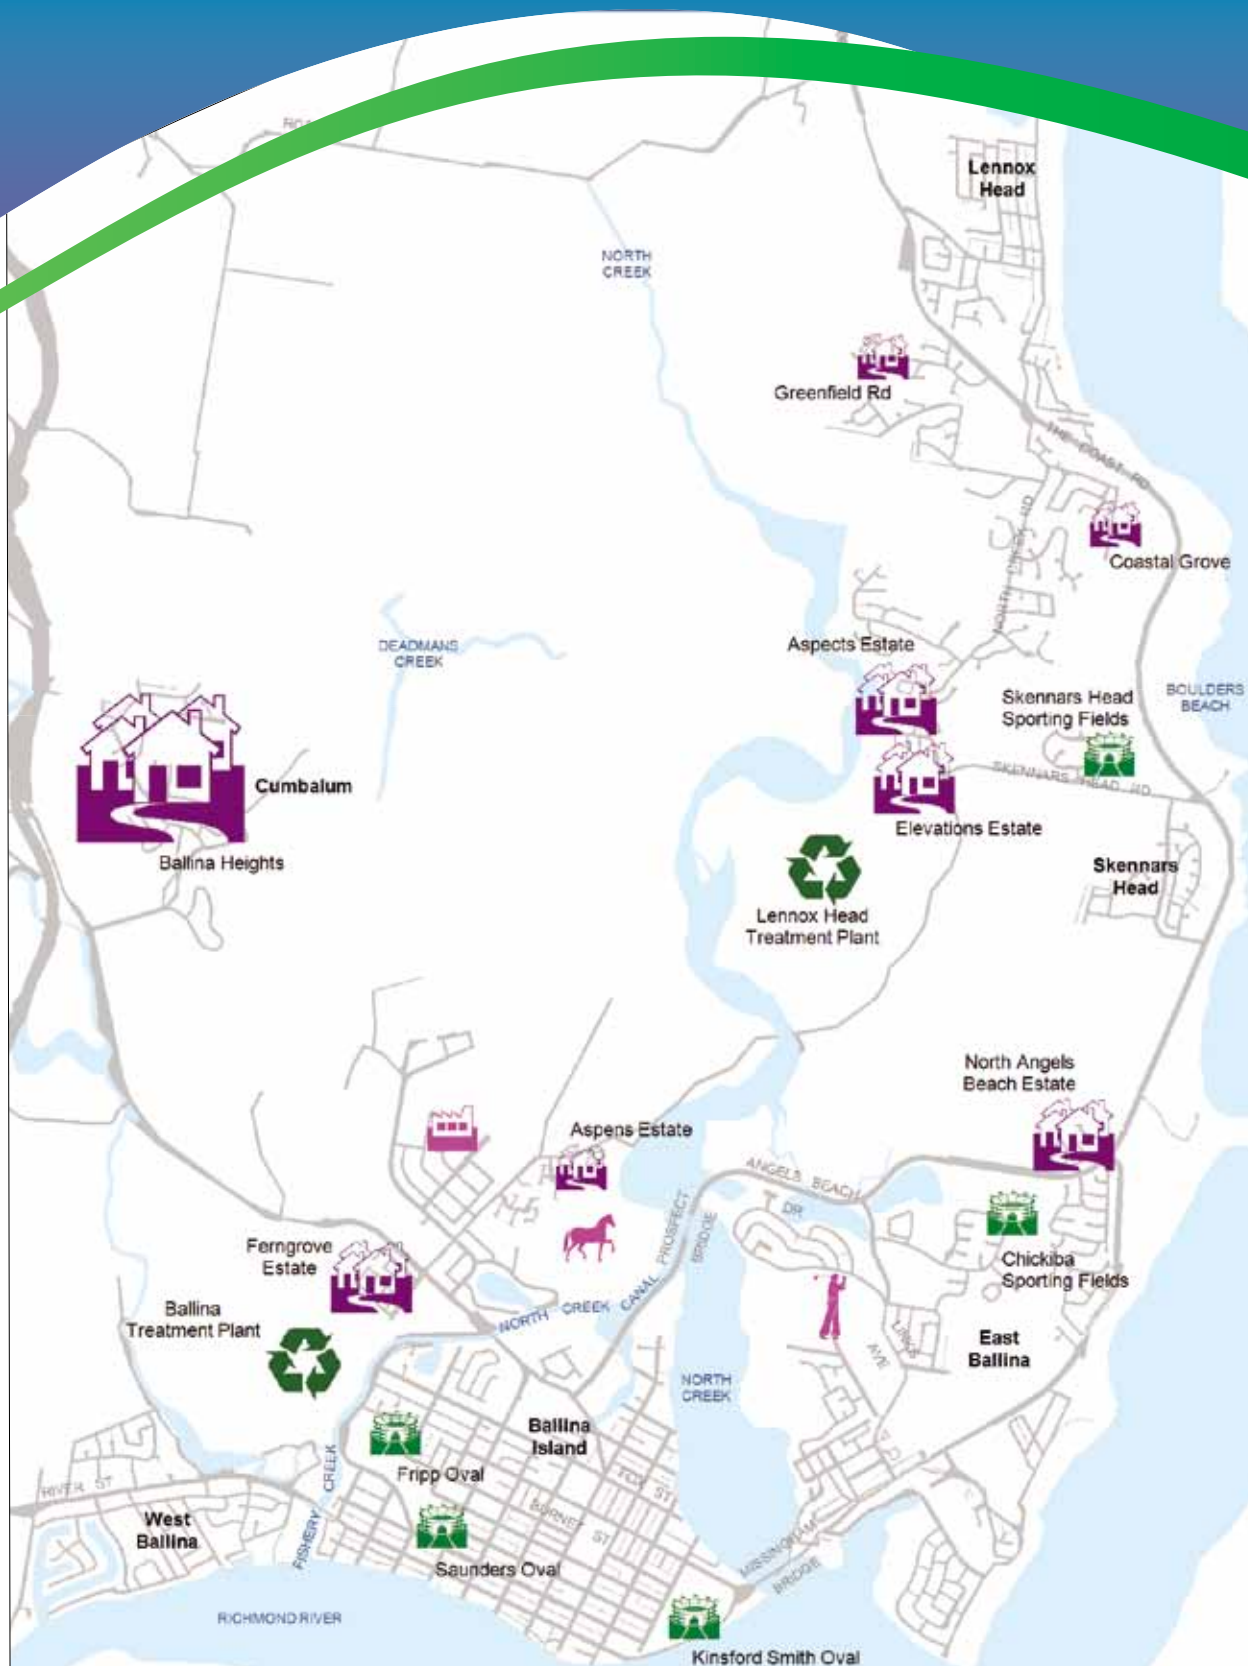 Lennox
Head
NORTH
CREEK
Greenfield Rd
THE COAST RD
NORTH CREEK RD
Coastal Grove
DEADMANS
CREEK
Aspects Estate
Skennars Head
Sporting Fields
BOULDERS
BEACH
SKENNARS HEAD RD
Cumbalum
Elevations Estate
Ballina Heights
Skennars
Head
Lennox Head
Treatment Plant
North Angels
Beach Estate
Aspens Estate
ANGELS BEACH
DR
PROSPECT
BRIDGE
Ferngrove
Estate
Chickiba
Sporting Fields
NORTH CREEK CANAL
Ballina
Treatment Plant
LINKS
AVE
East
Ballina
NORTH
CREEK
Ballina
Island
Fripp Oval
FOX ST
RIVER ST
FISHERY CREEK
West
Ballina
BURNET ST
MISSINGHAM
BRIDGE
Saunders Oval
RICHMOND RIVER
Kinsford Smith Oval